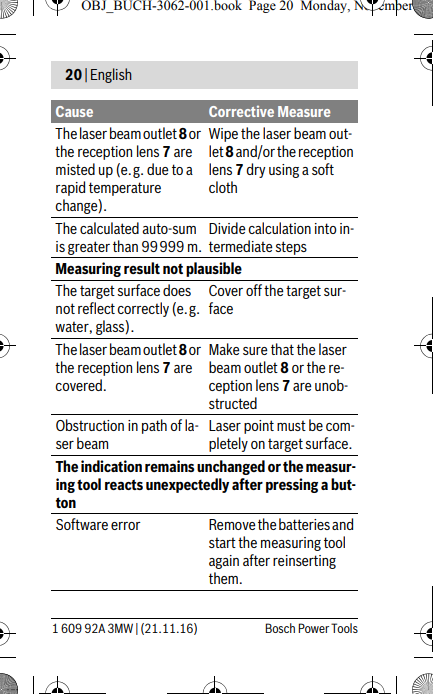 OBJ_BUCH-3062-001.book Page 20 Monday, November
20 | English
Cause Corrective Measure
The laser beam outlet 8 or Wipe the laser beam out-
the reception lens 7 are let 8 and/or the reception
misted up (e. g. due to a lens 7 dry using a soft
rapid temperature cloth
change).
The calculated auto-sum Divide calculation into in-
is greater than 99 999 m. termediate steps
Measuring result not plausible
The target surface does Cover off the target sur-
not reflect correctly (e. g. face
water, glass).
The laser beam outlet 8 or Make sure that the laser
the reception lens 7 are beam outlet 8 or the re-
covered. ception lens 7 are unob-
structed
Obstruction in path of la- Laser point must be com-
ser beam pletely on target surface.
The indication remains unchanged or the measur-
ing tool reacts unexpectedly after pressing a but-
ton
Software error Remove the batteries and
start the measuring tool
again after reinserting
them.
1 609 92A 3MW | (21.11.16) Bosch Power Tools